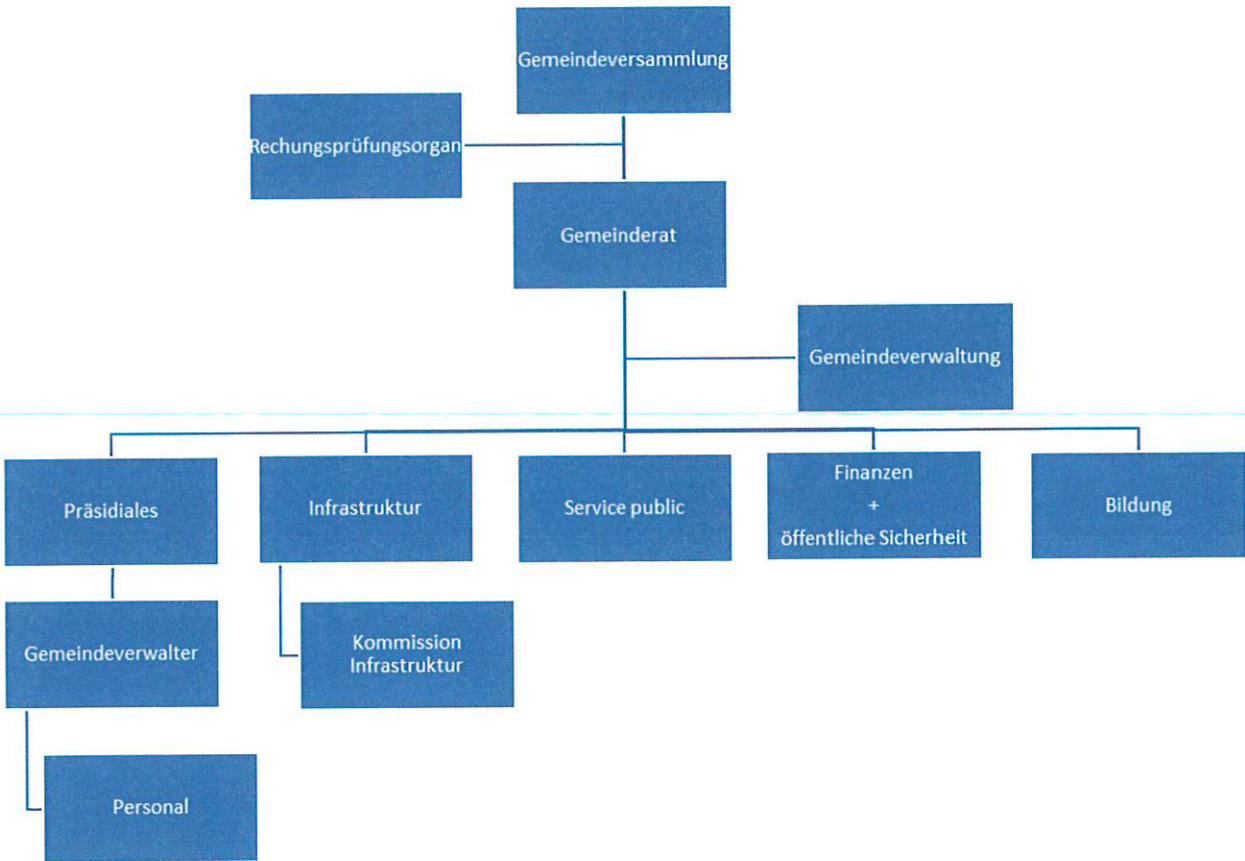 Gemeindeversammlung
Rechungsprüfungsorgan
Gemeinderat
Gemeindeverwaltung
Präsidiales
Infrastruktur
Service public
Finanzen
+
öffentliche Sicherheit
Bildung
Gemeindeverwalter
Kommission
Infrastruktur
Personal